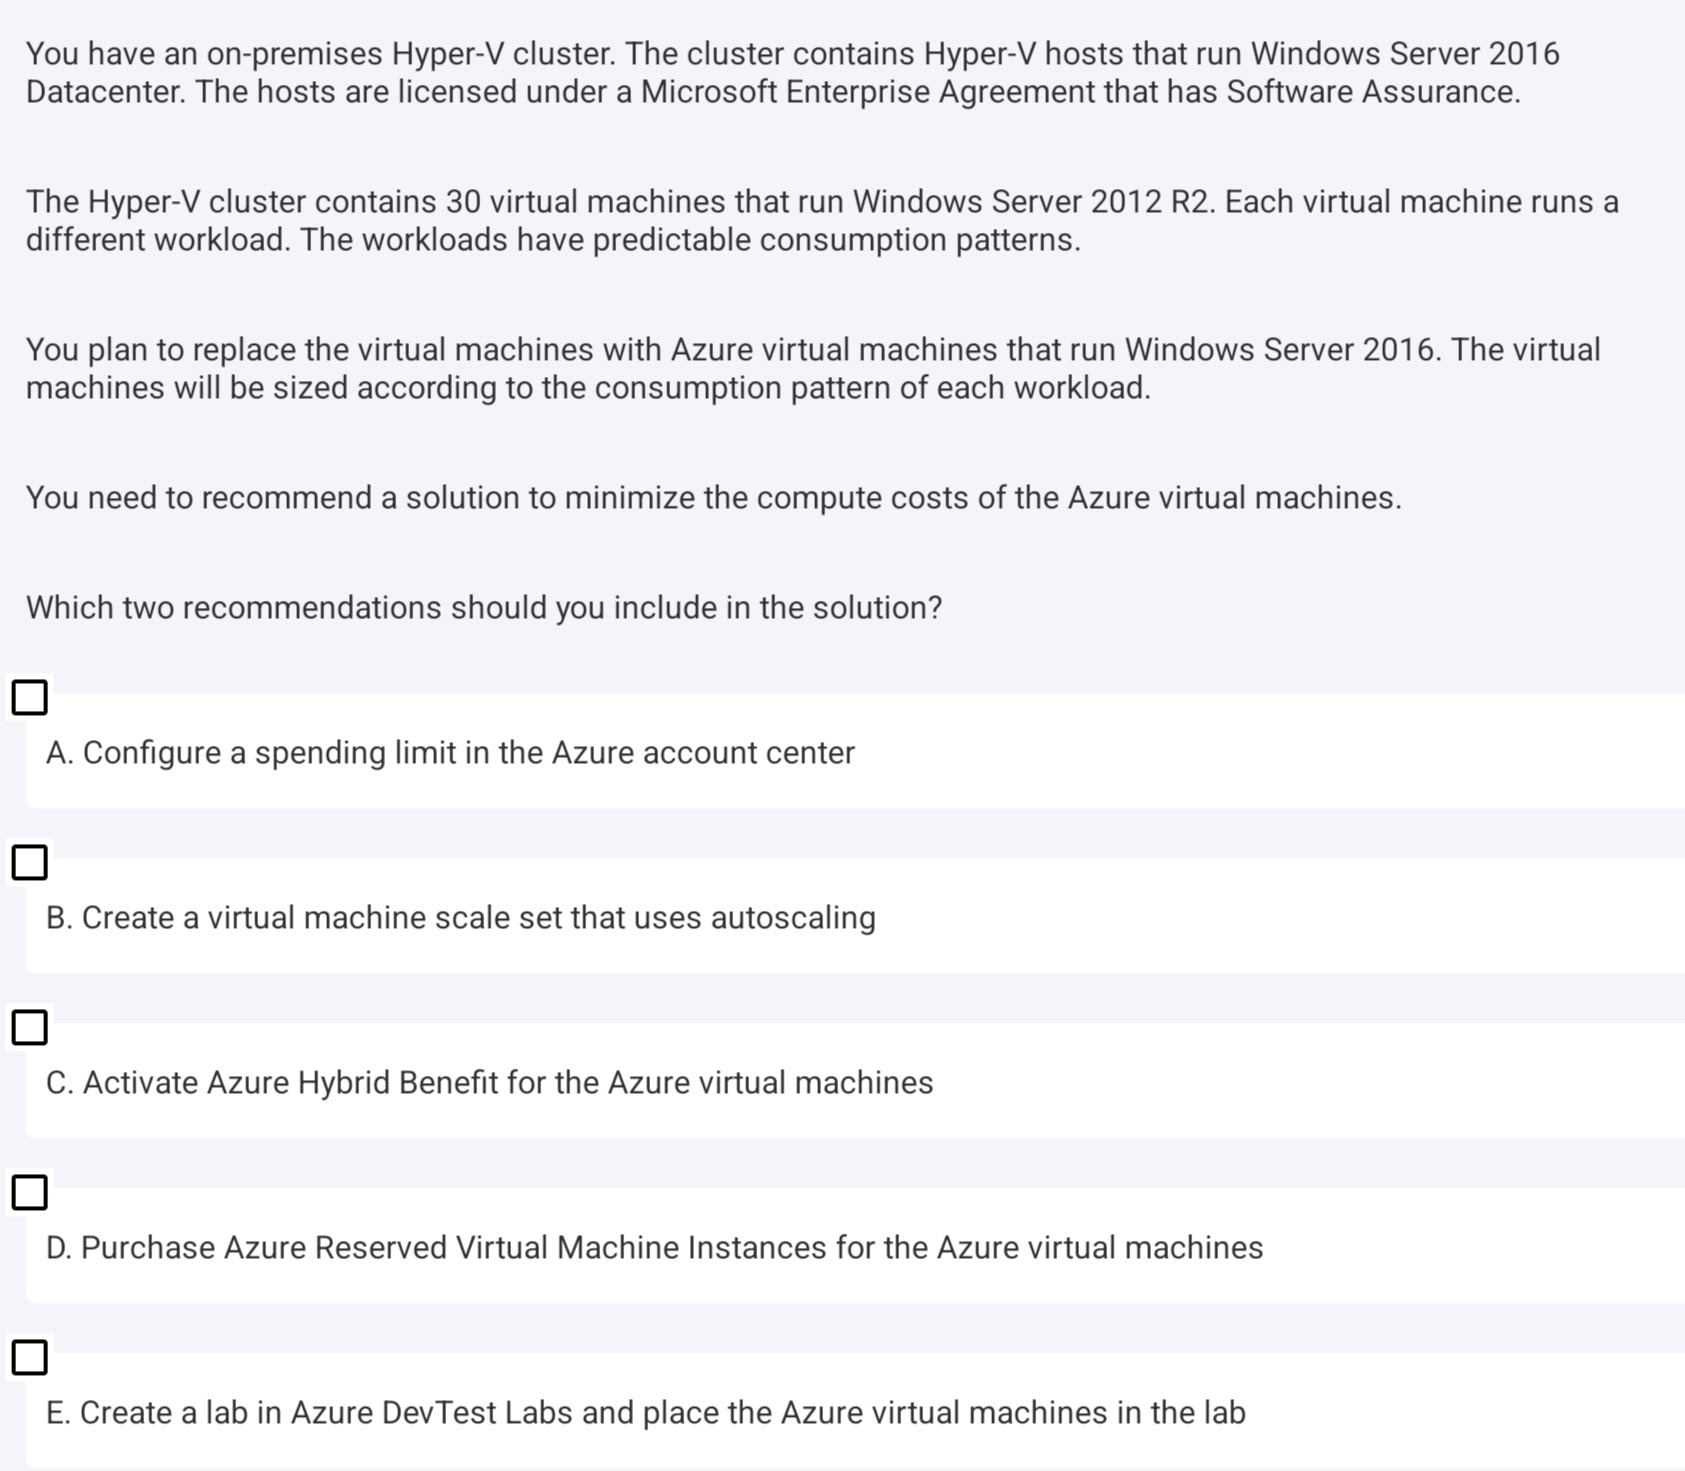 You have an on-premises Hyper-V cluster. The cluster contains Hyper-V hosts that run Windows Server 2016
Datacenter. The hosts are licensed under a Microsoft Enterprise Agreement that has Software Assurance.
The Hyper-V cluster contains 30 virtual machines that run Windows Server 2012 R2. Each virtual machine runs a
different workload. The workloads have predictable consumption patterns.
You plan to replace the virtual machines with Azure virtual machines that run Windows Server 2016. The virtual
machines will be sized according to the consumption pattern of each workload.
You need to recommend a solution to minimize the compute costs of the Azure virtual machines.
Which two recommendations should you include in the solution?
A. Configure a spending limit in the Azure account center
B. Create a virtual machine scale set that uses autoscaling
C. Activate Azure Hybrid Benefit for the Azure virtual machines
D. Purchase Azure Reserved Virtual Machine Instances for the Azure virtual machines
E. Create a lab in Azure DevTest Labs and place the Azure virtual machines in the lab